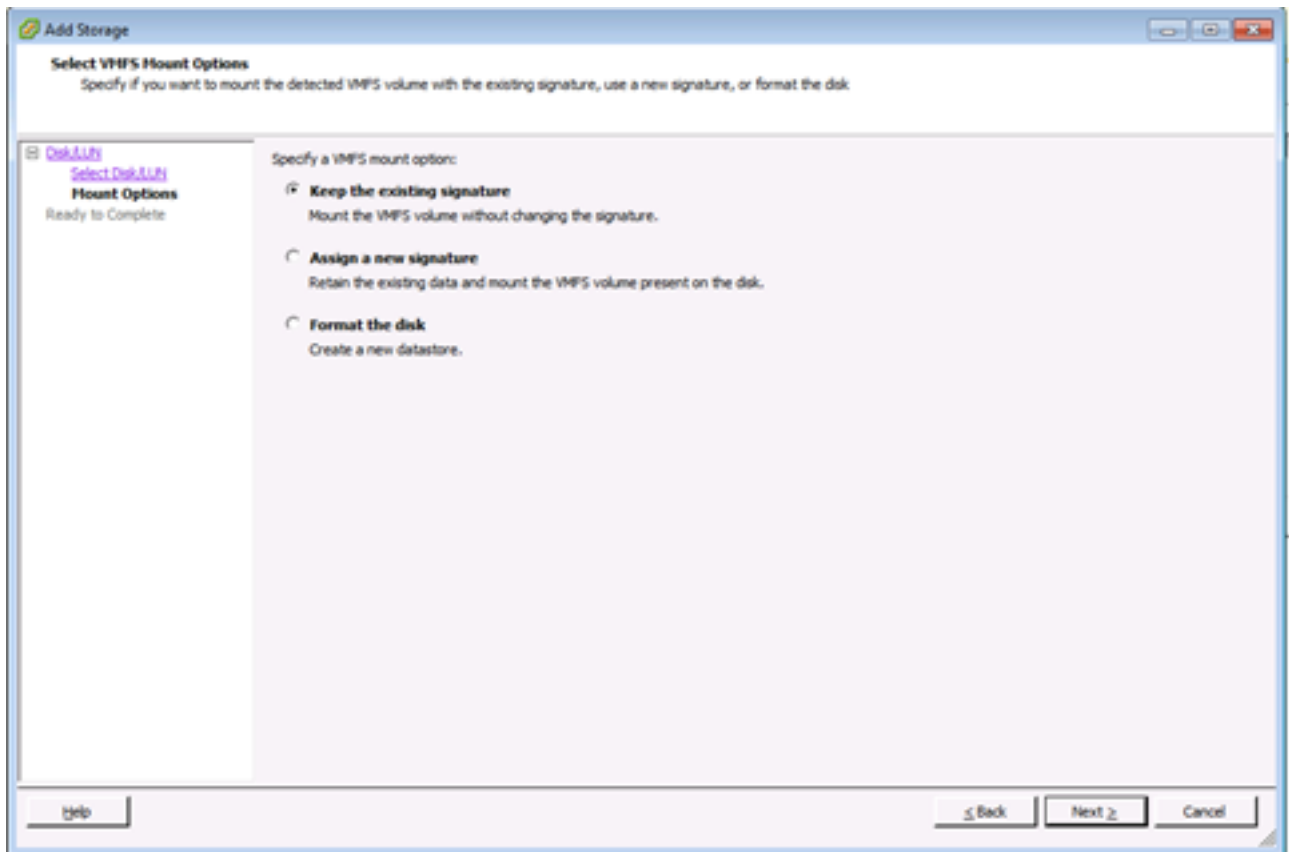 Add Storage
Select VMFS Mount Options
Specify if you want to mount the detected VMFS volume with the existing signature, use a new signature, or format the disk
Disk/LUN
Select Disk/LUN
Mount Options
Ready to Complete
Specify a VMFS mount option:
Keep the existing signature
Mount the VMFS volume without changing the signature.
Assign a new signature
Retain the existing data and mount the VMFS volume present on the disk.
Format the disk
Create a new datastore.
Help
< Back
Next >
Cancel